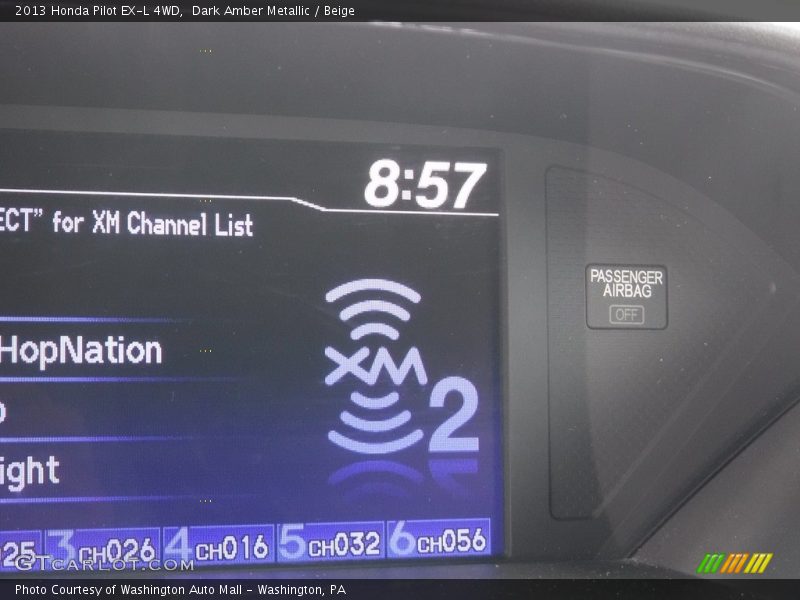 2013 Honda Pilot EX-L 4WD, Dark Amber Metallic / Beige
8:57
ECT" for XM Channel List
PASSENGER
AIRBAG
OFF
HopNation
XM
2
ight
25 3 CH026 4 CH016 5 CH032 6 CH056
GTCARLOT.COM
Photo Courtesy of Washington Auto Mall - Washington, PA